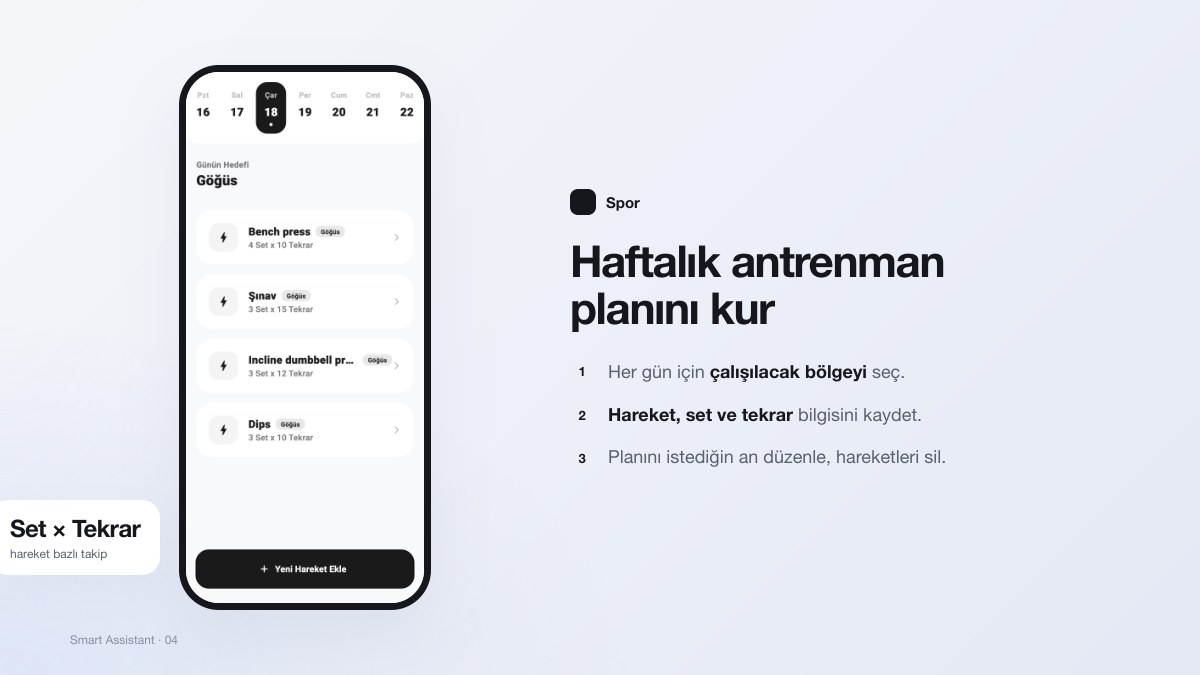 Pzt Sal Çar Per Cum Cmt Paz
16 17 18 19 20 21 22
Günün Hedefi
Göğüs
Bench press Göğüs
4 Set x 10 Tekrar
Şınav Göğüs
3 Set x 15 Tekrar
Incline dumbbell pr... Göğüs
3 Set x 12 Tekrar
Dips Göğüs
3 Set x 10 Tekrar
+ Yeni Hareket Ekle
Set × Tekrar
hareket bazlı takip
Spor
Haftalık antrenman
planını kur
1 Her gün için çalışılacak bölgeyi seç.
2 Hareket, set ve tekrar bilgisini kaydet.
3 Planını istediğin an düzenle, hareketleri sil.
Smart Assistant · 04